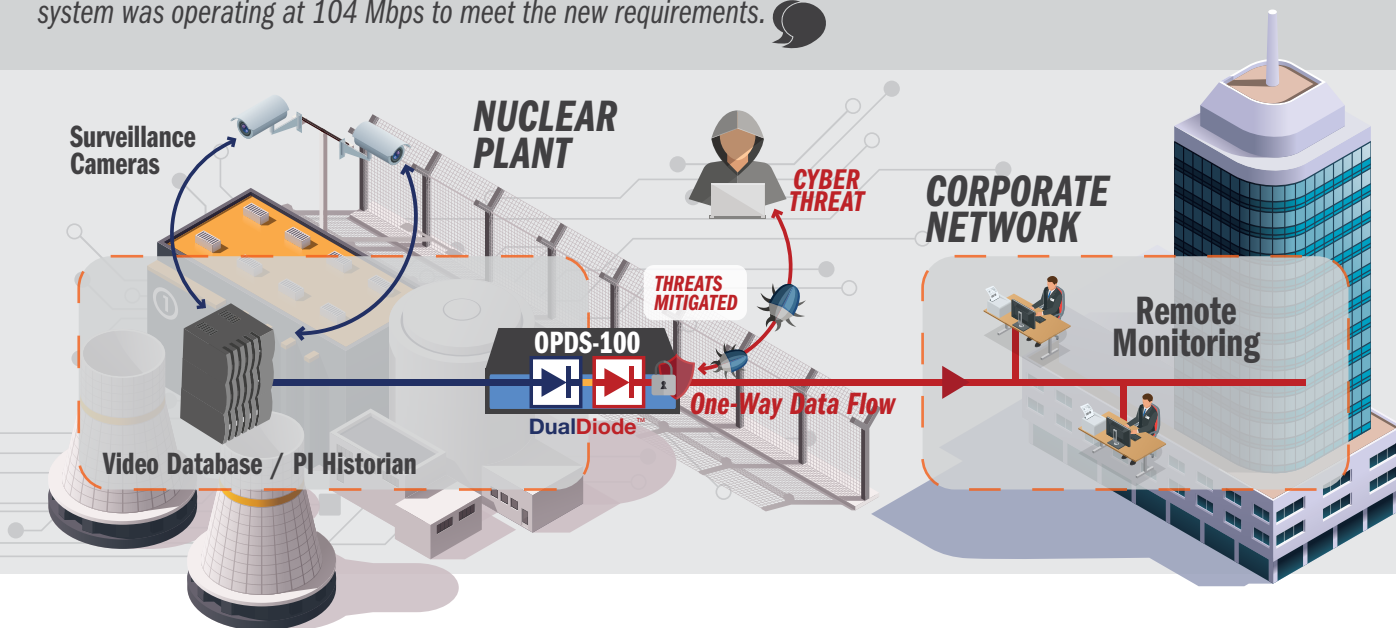 system was operating at 104 Mbps to meet the new requirements.
Surveillance
Cameras
NUCLEAR
PLANT
CYBER
THREAT
CORPORATE
NETWORK
THREATS
MITIGATED
Remote
Monitoring
OPDS-100
One-Way Data Flow
DualDiode™
Video Database / PI Historian